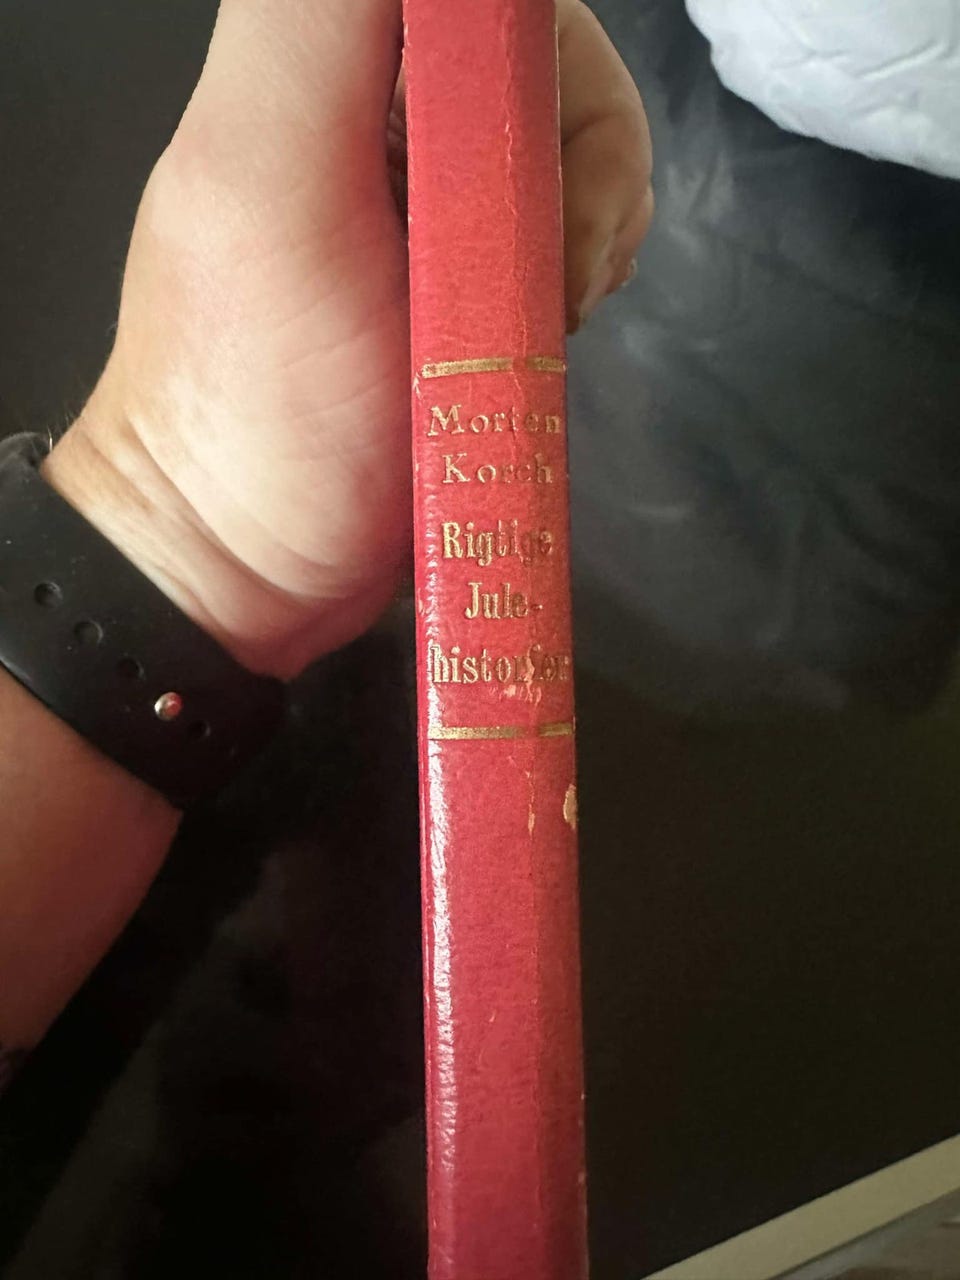 Morten
Korch
Rigtige
Jule-
historier